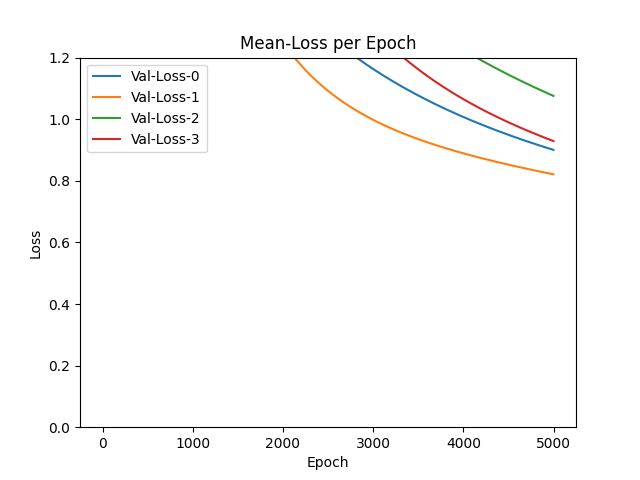 Mean-Loss per Epoch
Val-Loss-0
Val-Loss-1
Val-Loss-2
Val-Loss-3
Loss
1.2
1.0
0.8
0.6
0.4
0.2
0.0
0 1000 2000 3000 4000 5000
Epoch